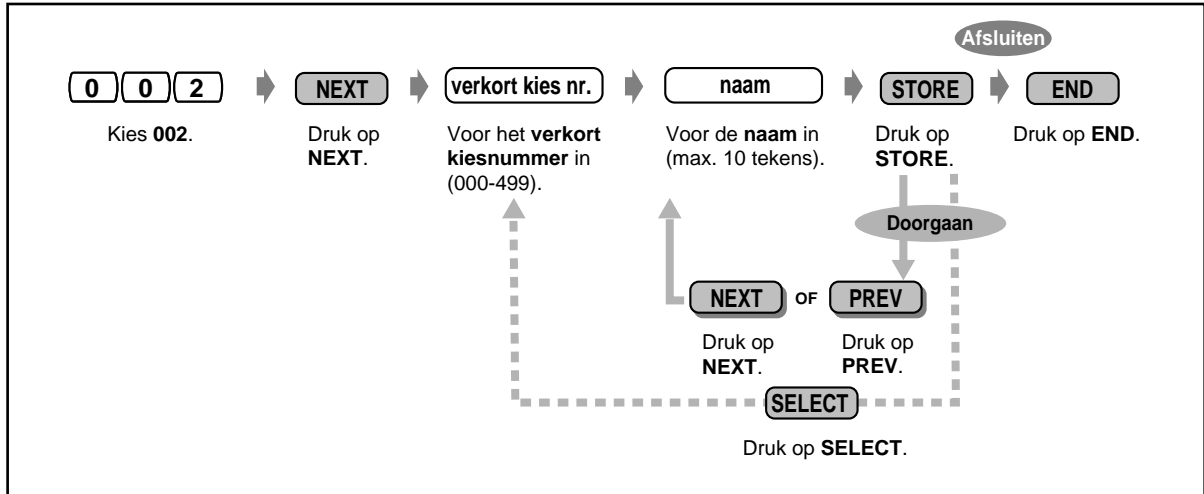 Afsluiten
0 0 2
NEXT
verkort kies nr.
naam
STORE
END
Kies 002.
Druk op
NEXT.
Voor het verkort
kiesnummer in
(000-499).
Voor de naam in
(max. 10 tekens).
Druk op
STORE.
Druk op END.
Doorgaan
NEXT OF PREV
Druk op
NEXT.
Druk op
PREV.
SELECT
Druk op SELECT.